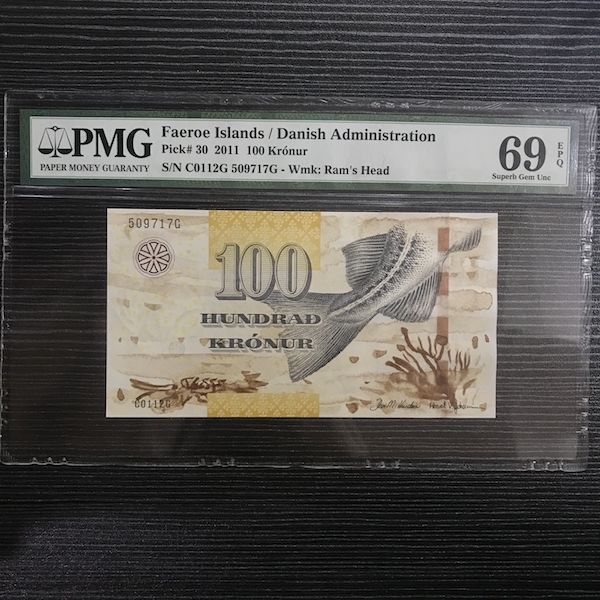 PMG
PAPER MONEY GUARANTY
Faeroe Islands / Danish Administration
Pick# 30 2011 100 Krónur
S/N C0112G 509717G - Wmk: Ram's Head
69
EPQ
Superb Gem Unc
509717G
100
HUNDRAÐ
KRÓNUR
C0112G